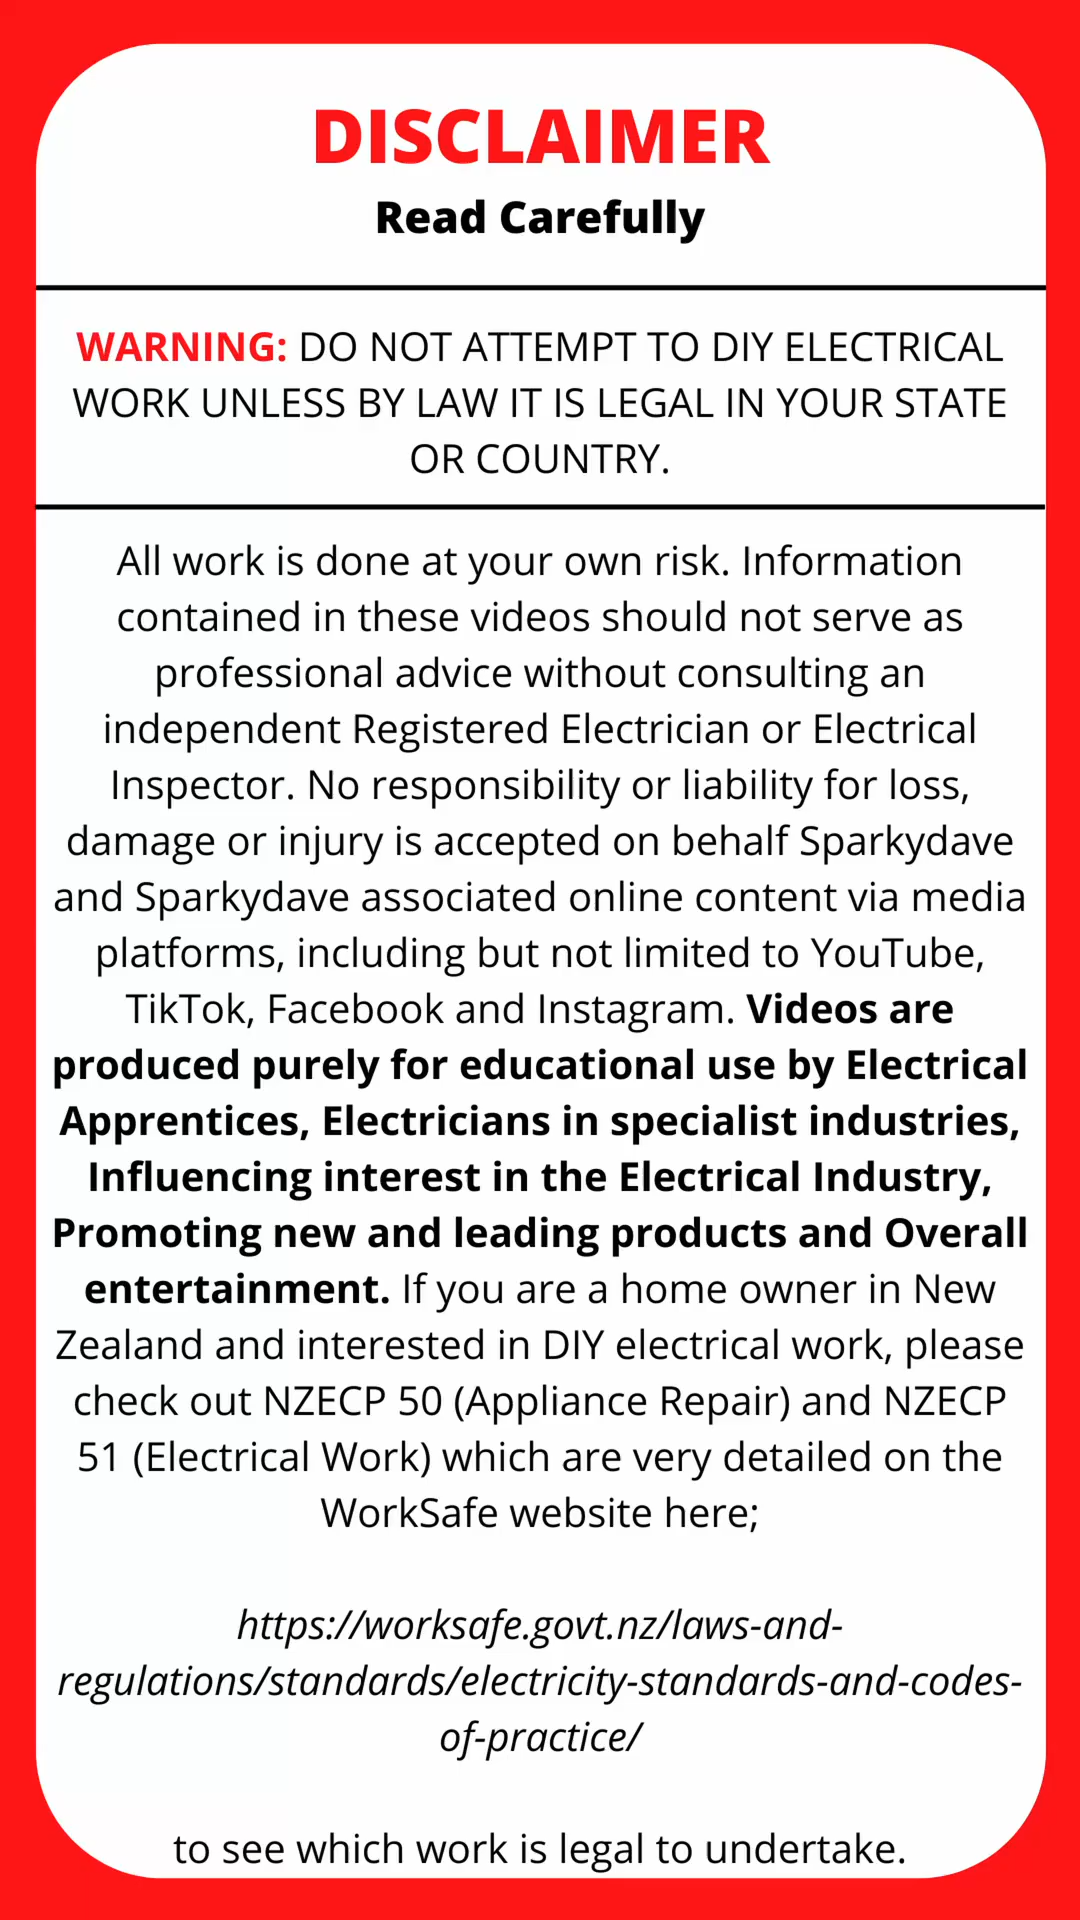 DISCLAIMER
Read Carefully
WARNING: DO NOT ATTEMPT TO DIY ELECTRICAL
WORK UNLESS BY LAW IT IS LEGAL IN YOUR STATE
OR COUNTRY.
All work is done at your own risk. Information
contained in these videos should not serve as
professional advice without consulting an
independent Registered Electrician or Electrical
Inspector. No responsibility or liability for loss,
damage or injury is accepted on behalf Sparkydave
and Sparkydave associated online content via media
platforms, including but not limited to YouTube,
TikTok, Facebook and Instagram. Videos are
produced purely for educational use by Electrical
Apprentices, Electricians in specialist industries,
Influencing interest in the Electrical Industry,
Promoting new and leading products and Overall
entertainment. If you are a home owner in New
Zealand and interested in DIY electrical work, please
check out NZECP 50 (Appliance Repair) and NZECP
51 (Electrical Work) which are very detailed on the
WorkSafe website here;
https://worksafe.govt.nz/laws-and-
regulations/standards/electricity-standards-and-codes-
of-practice/
to see which work is legal to undertake.